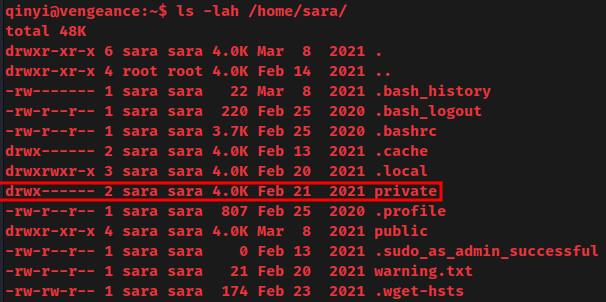 qinyi@vengeance:~$ ls -lah /home/sara/
total 48K
drwxr-xr-x 6 sara sara 4.0K Mar  8  2021 .
drwxr-xr-x 4 root root 4.0K Feb 14  2021 ..
-rw------- 1 sara sara   22 Mar  8  2021 .bash_history
-rw-r--r-- 1 sara sara  220 Feb 25  2020 .bash_logout
-rw-r--r-- 1 sara sara 3.7K Feb 25  2020 .bashrc
drwx------ 2 sara sara 4.0K Feb 13  2021 .cache
drwxrwxr-x 3 sara sara 4.0K Feb 20  2021 .local
drwx------ 2 sara sara 4.0K Feb 21  2021 private
-rw-r--r-- 1 sara sara  807 Feb 25  2020 .profile
drwxr-xr-x 4 sara sara 4.0K Mar  8  2021 public
-rw-r--r-- 1 sara sara    0 Feb 13  2021 .sudo_as_admin_successful
-rw-r--r-- 1 sara sara   21 Feb 20  2021 warning.txt
-rw-rw-r-- 1 sara sara  174 Feb 23  2021 .wget-hsts